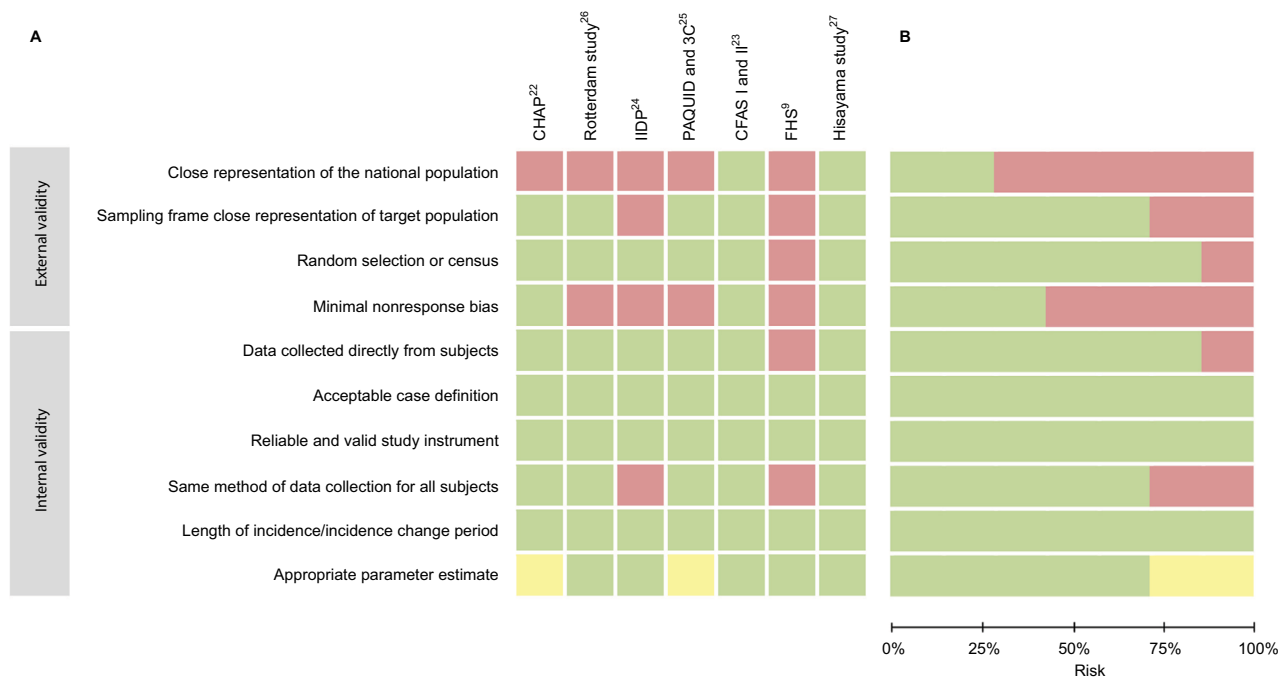 A
B
CHAP22
Rotterdam study26
IIDP24
PAQUID and 3C25
CFAS I and II23
FHS9
Hisayama study27
External validity
Close representation of the national population
Sampling frame close representation of target population
Random selection or census
Minimal nonresponse bias
Internal validity
Data collected directly from subjects
Acceptable case definition
Reliable and valid study instrument
Same method of data collection for all subjects
Length of incidence/incidence change period
Appropriate parameter estimate
0% 25% 50% 75% 100%
Risk